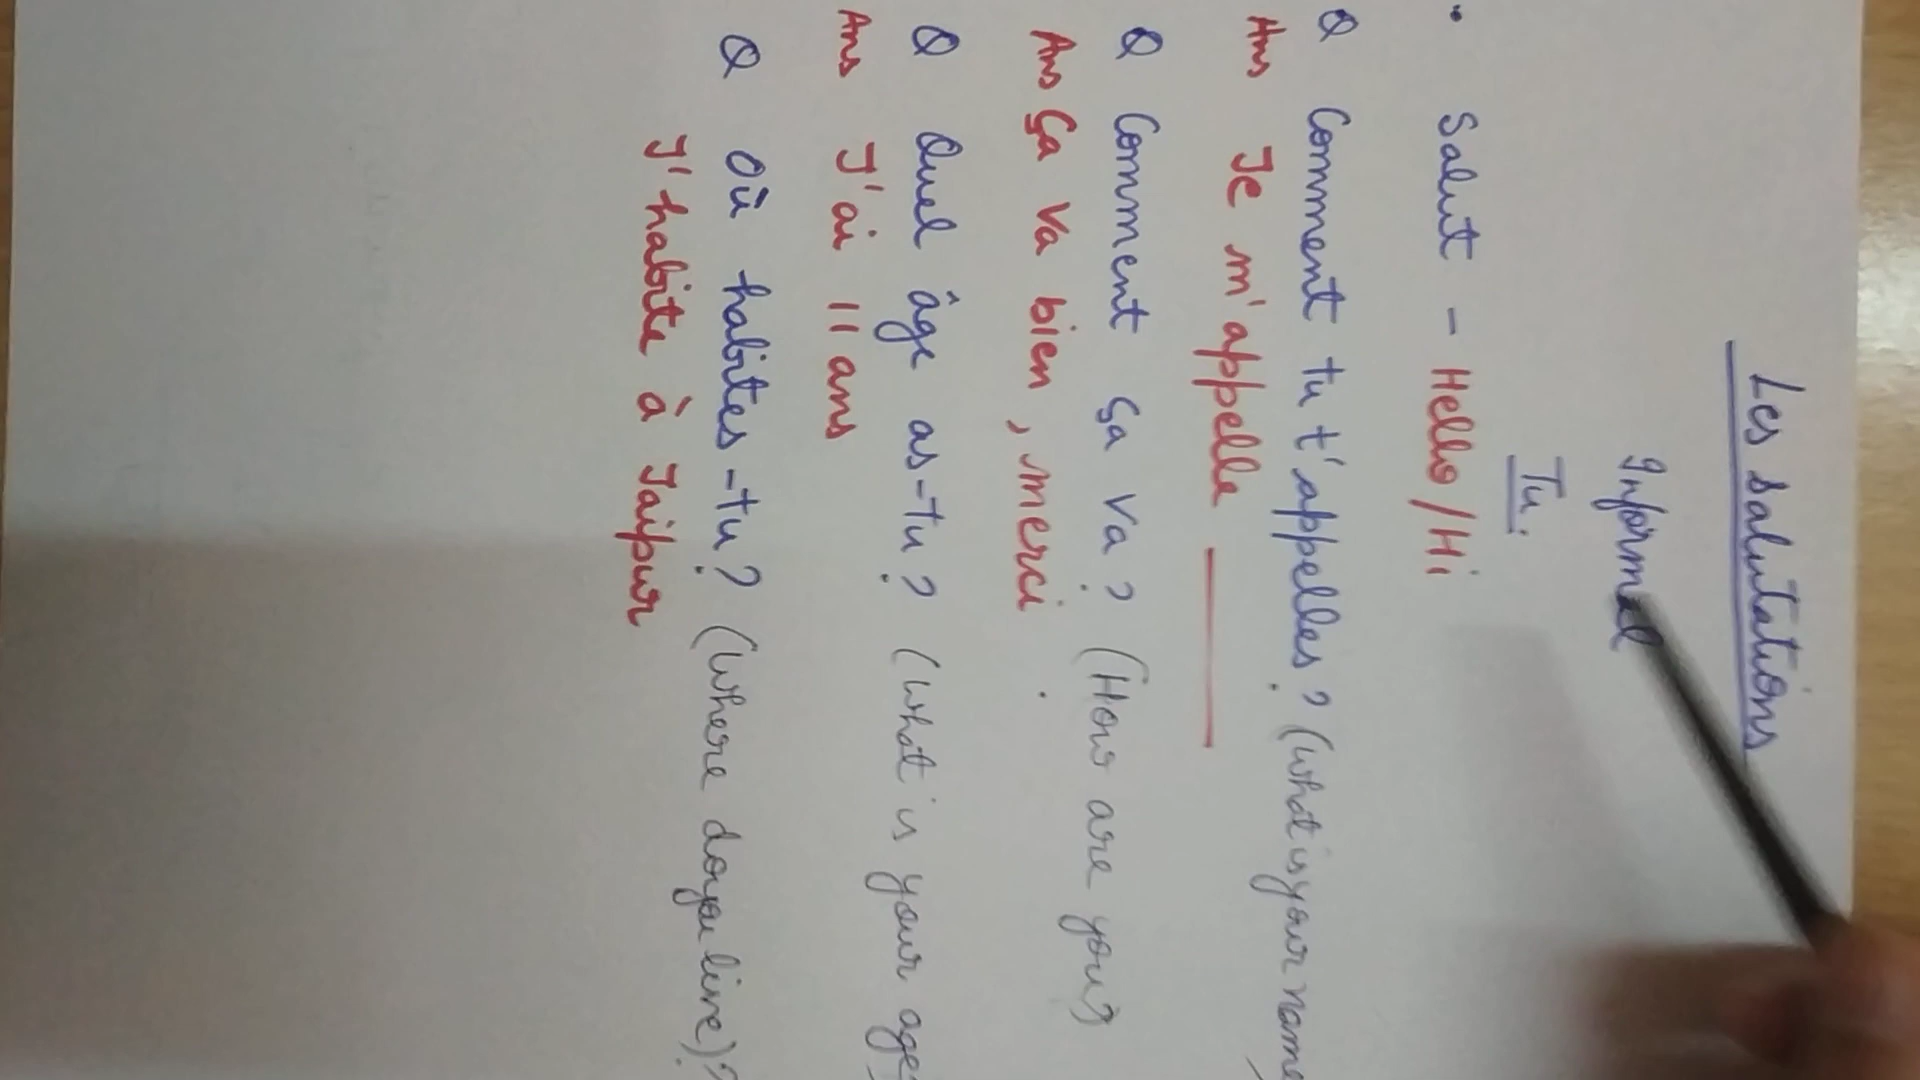 Les salutations
Informal
Tu.
• Salut - Hello/Hi
Q Comment tu t'appelles? (What is your name
Ans Je m'appelle ____
Q Comment ça va? (How are you?)
Ans Ça va bien, merci.
Q Quel âge as-tu? (What is your age
Ans J'ai 11 ans
Q Où habites-tu? (Where do you live)?
J'habite à Jaipur